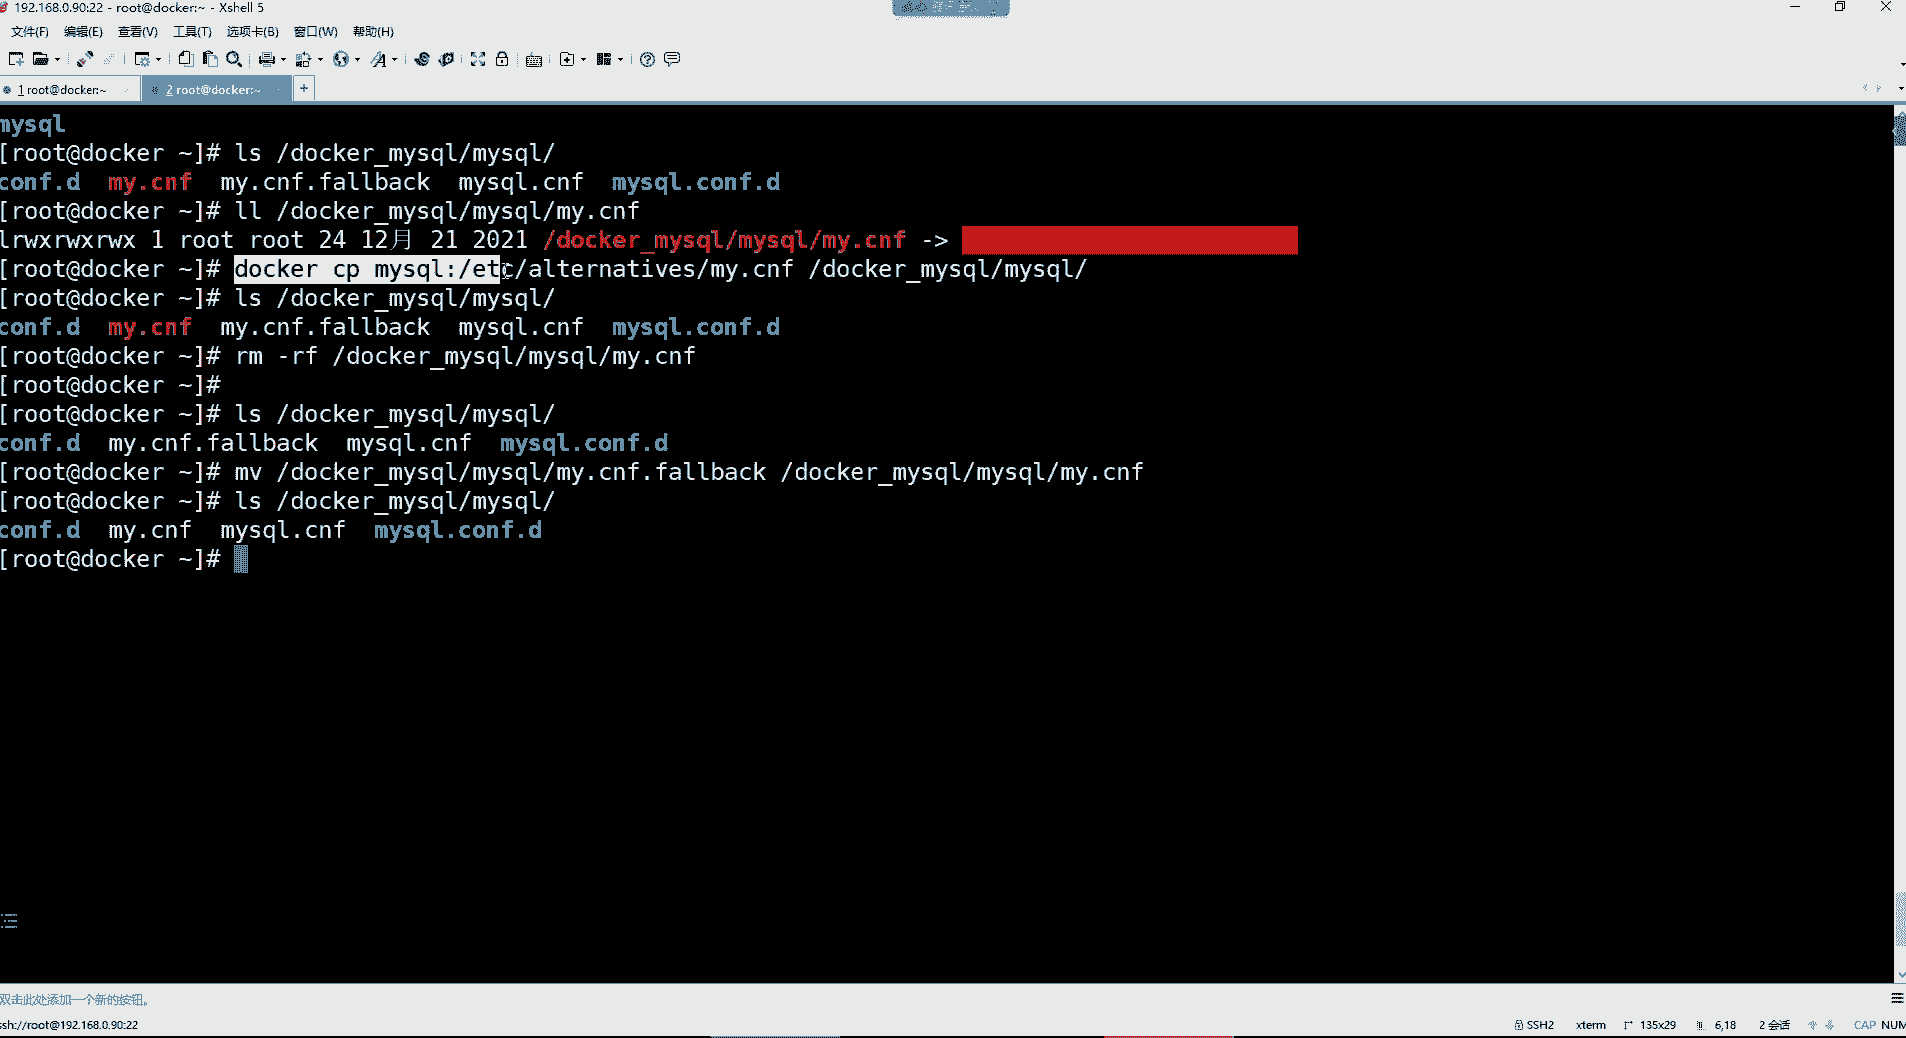 192.168.0.90:22 - root@docker:~ - Xshell 5
文件(F) 编辑(E) 查看(V) 工具(T) 选项卡(B) 窗口(W) 帮助(H)
1 root@docker:~ 2 root@docker:~ +
mysql
[root@docker ~]# ls /docker_mysql/mysql/
conf.d my.cnf my.cnf.fallback mysql.cnf mysql.conf.d
[root@docker ~]# ll /docker_mysql/mysql/my.cnf
lrwxrwxrwx 1 root root 24 12月 21 2021 /docker_mysql/mysql/my.cnf ->
[root@docker ~]# docker cp mysql:/etc/alternatives/my.cnf /docker_mysql/mysql/
[root@docker ~]# ls /docker_mysql/mysql/
conf.d my.cnf my.cnf.fallback mysql.cnf mysql.conf.d
[root@docker ~]# rm -rf /docker_mysql/mysql/my.cnf
[root@docker ~]#
[root@docker ~]# ls /docker_mysql/mysql/
conf.d my.cnf.fallback mysql.cnf mysql.conf.d
[root@docker ~]# mv /docker_mysql/mysql/my.cnf.fallback /docker_mysql/mysql/my.cnf
[root@docker ~]# ls /docker_mysql/mysql/
conf.d my.cnf mysql.cnf mysql.conf.d
[root@docker ~]#
双击此处添加一个新的按钮。
ssh://root@192.168.0.90:22 SSH2 xterm 135x29 6,18 2 会话 CAP NUM